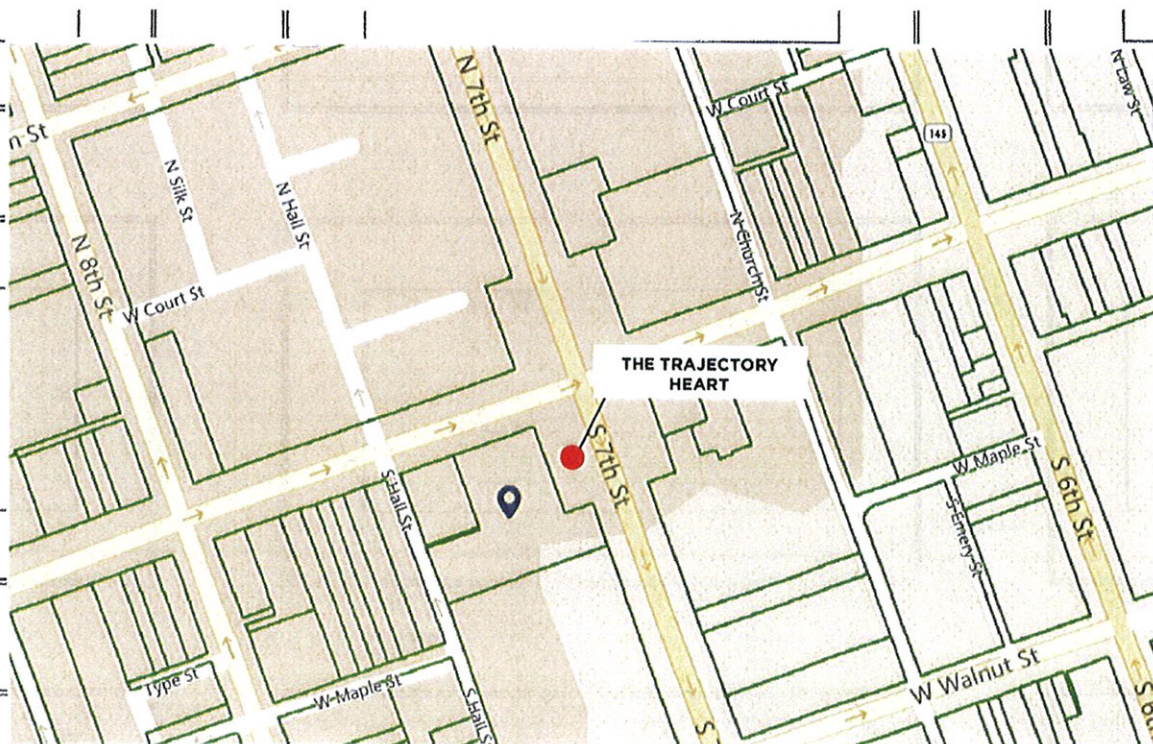 N 7th St
N Law St
W Court St
145
n St
N Silk St
N Hall St
N 8th St
N Church St
W Court St
THE TRAJECTORY
HEART
S 7th St
S Hall St
W Maple St
S 6th St
S Emery St
Type St
W Maple St
S Hall St
W Walnut St
S 6th
S 7